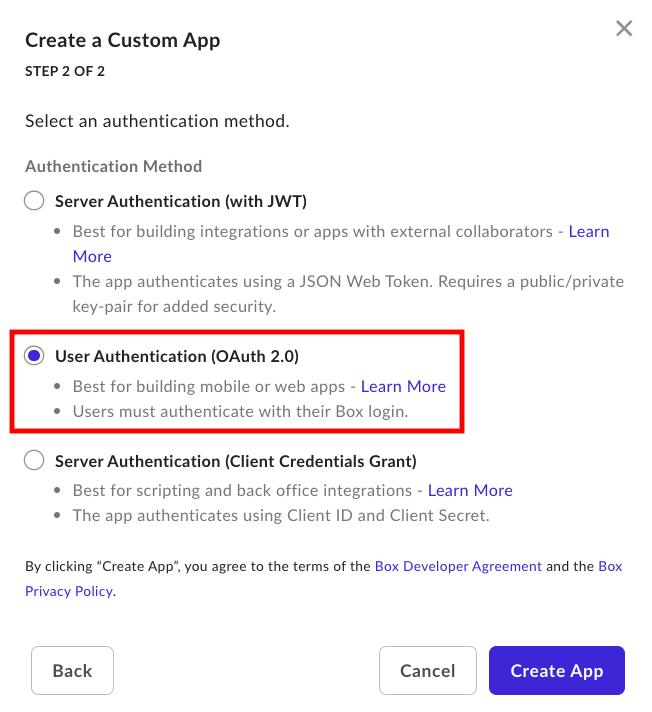 Create a Custom App
STEP 2 OF 2
Select an authentication method.
Authentication Method
Server Authentication (with JWT)
• Best for building integrations or apps with external collaborators - Learn
More
• The app authenticates using a JSON Web Token. Requires a public/private
key-pair for added security.
User Authentication (OAuth 2.0)
• Best for building mobile or web apps - Learn More
• Users must authenticate with their Box login.
Server Authentication (Client Credentials Grant)
• Best for scripting and back office integrations - Learn More
• The app authenticates using Client ID and Client Secret.
By clicking “Create App”, you agree to the terms of the Box Developer Agreement and the Box
Privacy Policy.
Back
Cancel
Create App